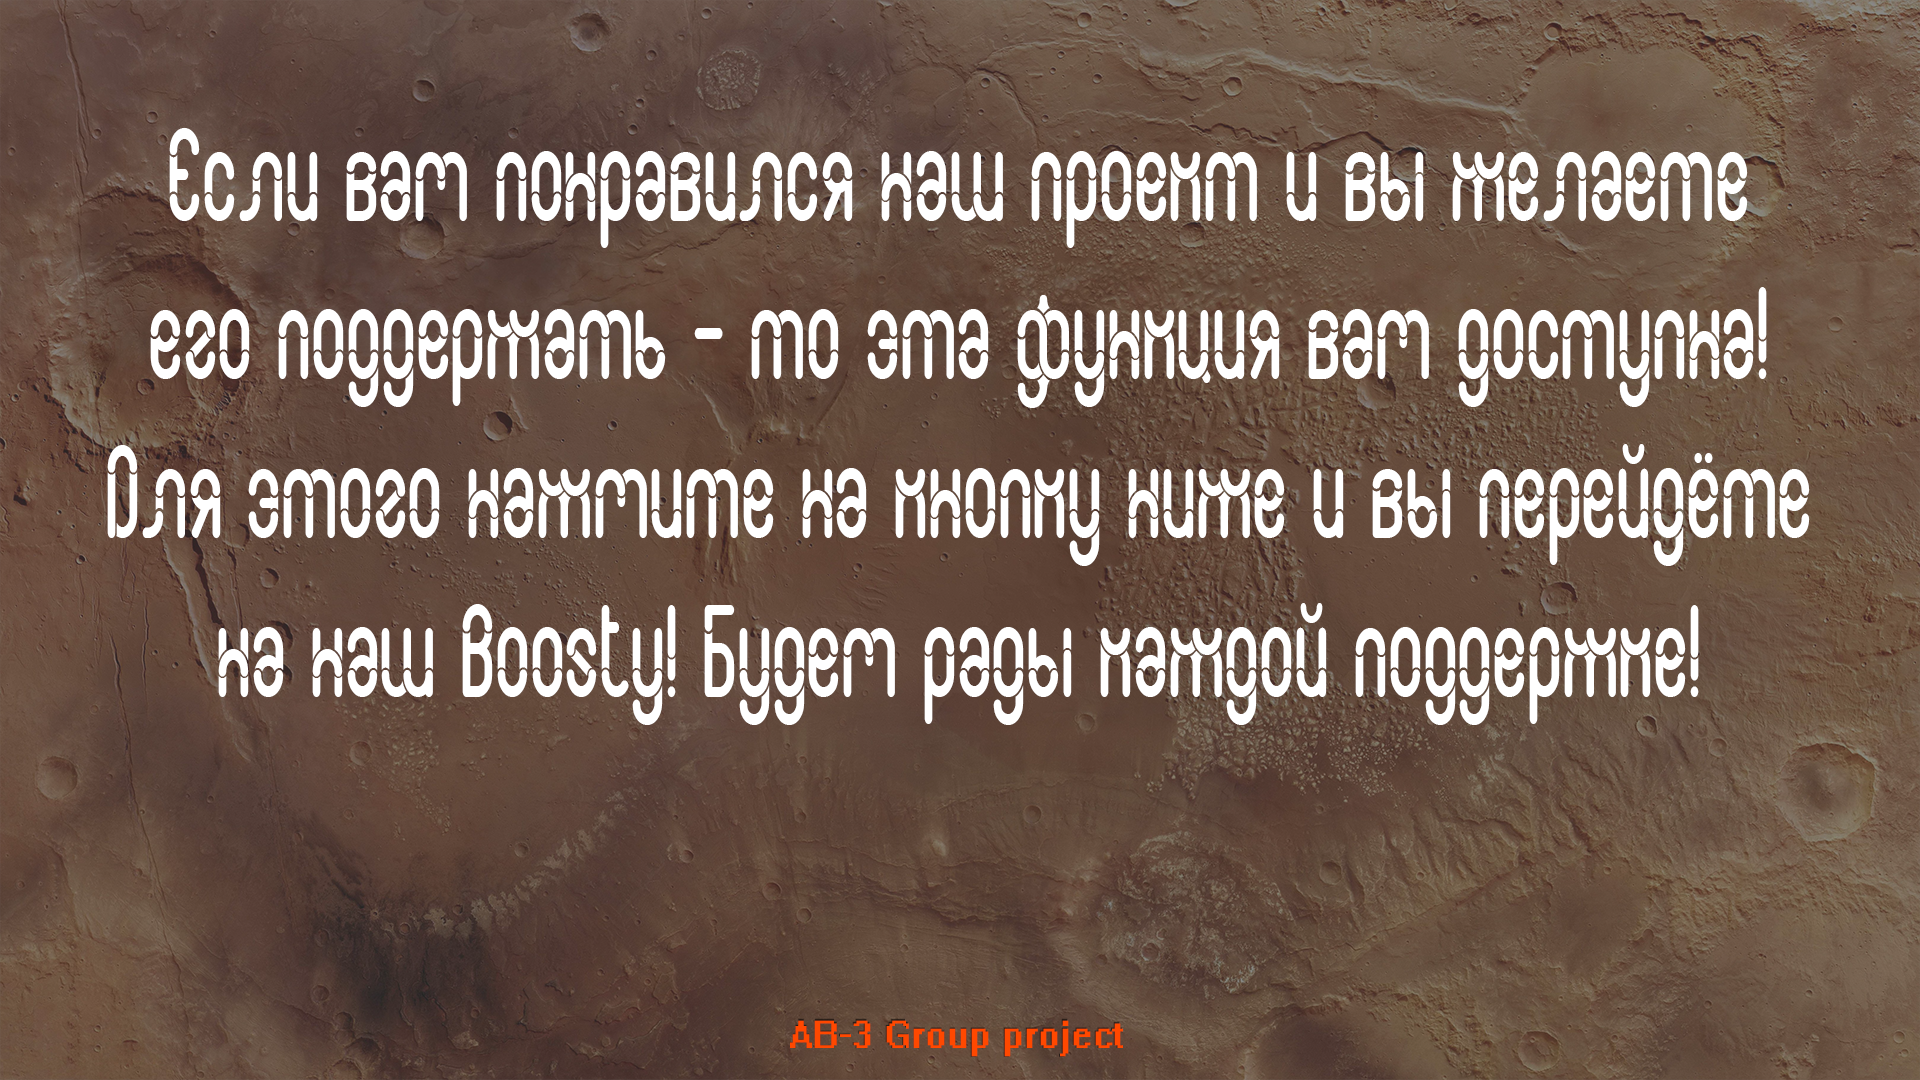 Если вам понравился наш проект и вы желаете
его поддержать - то эта функция вам доступна!
Для этого нажмите на кнопку ниже и вы перейдёте
на наш Boosty! Будем рады каждой поддержке!
AB-3 Group project